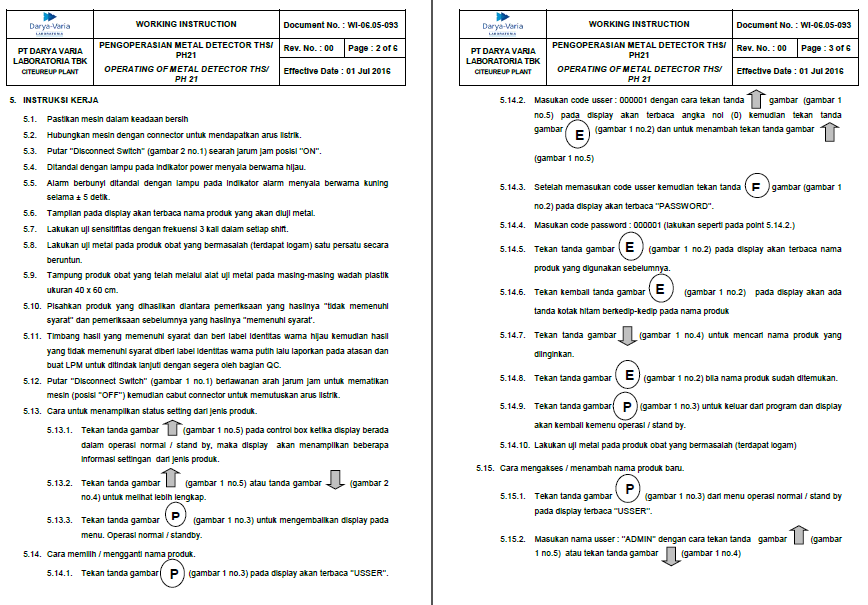 Darya-Varia
LABORATORIA
WORKING INSTRUCTION
Document No. : WI-06.05-093
PT DARYA VARIA
LABORATORIA TBK
CITEUREUP PLANT
PENGOPERASIAN METAL DETECTOR THS/
PH21
OPERATING OF METAL DETECTOR THS/
PH 21
Rev. No. : 00
Page : 2 of 6
Effective Date : 01 Jul 2016
5. INSTRUKSI KERJA
5.1. Pastikan mesin dalam keadaan bersih
5.2. Hubungkan mesin dengan connector untuk mendapatkan arus listrik.
5.3. Putar "Disconnect Switch" (gambar 2 no.1) searah jarum jam posisi "ON".
5.4. Ditandai dengan lampu pada indikator power menyala berwarna hijau.
5.5. Alarm berbunyi ditandai dengan lampu pada indikator alarm menyala berwarna kuning
selama ± 5 detik.
5.6. Tampilan pada display akan terbaca nama produk yang akan diuji metal.
5.7. Lakukan uji sensitifitas dengan frekuensi 3 kali dalam setiap shift.
5.8. Lakukan uji metal pada produk obat yang bermasalah (terdapat logam) satu persatu secara
beruntun.
5.9. Tampung produk obat yang telah melalui alat uji metal pada masing-masing wadah plastik
ukuran 40 x 60 cm.
5.10. Pisahkan produk yang dihasilkan diantara pemeriksaan yang hasilnya "tidak memenuhi
syarat" dan pemeriksaan sebelumnya yang hasilnya "memenuhi syarat'.
5.11. Timbang hasil yang memenuhi syarat dan beri label identitas warna hijau kemudian hasil
yang tidak memenuhi syarat diberi label identitas warna putih lalu laporkan pada atasan dan
buat LPM untuk ditindak lanjuti dengan segera oleh bagian QC.
5.12. Putar "Disconnect Switch" (gambar 1 no.1) berlawanan arah jarum jam untuk mematikan
mesin (posisi "OFF") kemudian cabut connector untuk memutuskan arus listrik.
5.13. Cara untuk menampilkan status setting dari jenis produk.
5.13.1. Tekan tanda gambar (gambar 1 no.5) pada control box ketika display berada
dalam operasi normal / stand by, maka display akan menampilkan beberapa
informasi settingan dari jenis produk.
5.13.2. Tekan tanda gambar (gambar 1 no.5) atau tanda gambar (gambar 2
no.4) untuk melihat lebih lengkap.
5.13.3. Tekan tanda gambar P (gambar 1 no.3) untuk mengembalikan display pada
menu. Operasi normal / standby.
5.14. Cara memilih / mengganti nama produk.
5.14.1. Tekan tanda gambar P (gambar 1 no.3) pada display akan terbaca "USSER".
Darya-Varia
LABORATORIA
WORKING INSTRUCTION
Document No. : WI-06.05-093
PT DARYA VARIA
LABORATORIA TBK
CITEUREUP PLANT
PENGOPERASIAN METAL DETECTOR THS/
PH21
OPERATING OF METAL DETECTOR THS/
PH 21
Rev. No. : 00
Page : 3 of 6
Effective Date : 01 Jul 2016
5.14.2. Masukan code usser : 000001 dengan cara tekan tanda gambar (gambar 1
no.5) pada display akan terbaca angka nol (0) kemudian tekan tanda
gambar E (gambar 1 no.2) dan untuk menambah tekan tanda gambar
(gambar 1 no.5)
5.14.3. Setelah memasukan code usser kemudian tekan tanda F gambar (gambar 1
no.2) pada display akan terbaca "PASSWORD".
5.14.4. Masukan code password : 000001 (lakukan seperti pada point 5.14.2.)
5.14.5. Tekan tanda gambar E (gambar 1 no.2) pada display akan terbaca nama
produk yang digunakan sebelumnya.
5.14.6. Tekan kembali tanda gambar E (gambar 1 no.2) pada display akan ada
tanda kotak hitam berkedip-kedip pada nama produk
5.14.7. Tekan tanda gambar (gambar 1 no.4) untuk mencari nama produk yang
diinginkan.
5.14.8. Tekan tanda gambar E (gambar 1 no.2) bila nama produk sudah ditemukan.
5.14.9. Tekan tanda gambar P (gambar 1 no.3) untuk keluar dari program dan display
akan kembali kemenu operasi / stand by.
5.14.10. Lakukan uji metal pada produk obat yang bermasalah (terdapat logam)
5.15. Cara mengakses / menambah nama produk baru.
5.15.1. Tekan tanda gambar P (gambar 1 no.3) dari menu operasi normal / stand by
pada display terbaca "USSER".
5.15.2. Masukan nama usser : "ADMIN" dengan cara tekan tanda gambar (gambar
1 no.5) atau tekan tanda gambar (gambar 1 no.4)